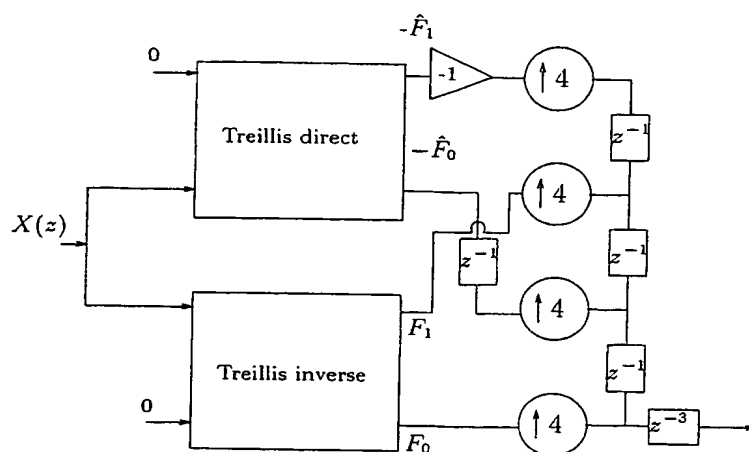 -F̂₁
0
-1
↑ 4
z⁻¹
Treillis direct
-F̂₀
↑ 4
X(z)
z⁻¹
z⁻¹
↑ 4
F₁
Treillis inverse
z⁻¹
0
↑ 4
z⁻³
F₀